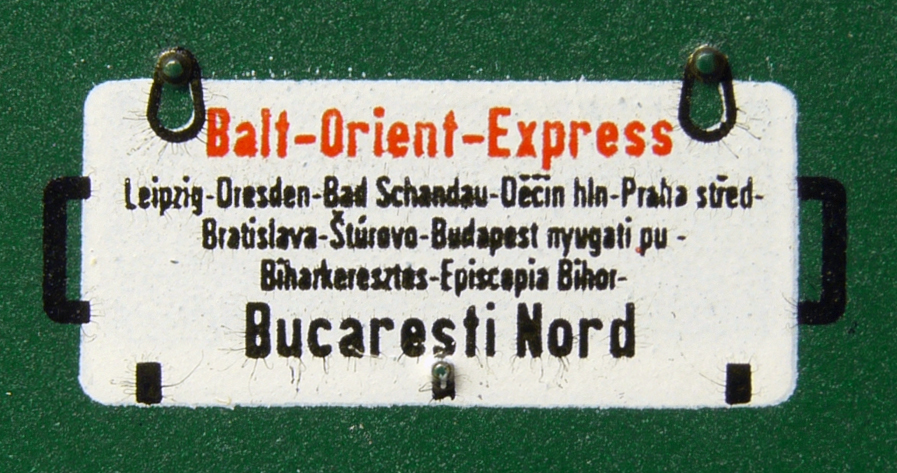 Balt-Orient-Express
Leipzig-Dresden-Bad Schandau-Děčín hln-Praha střed-
Bratislava-Štúrovo-Budapest nyugati pu -
Biharkeresztes-Episcopia Bihor-
Bucareşti Nord